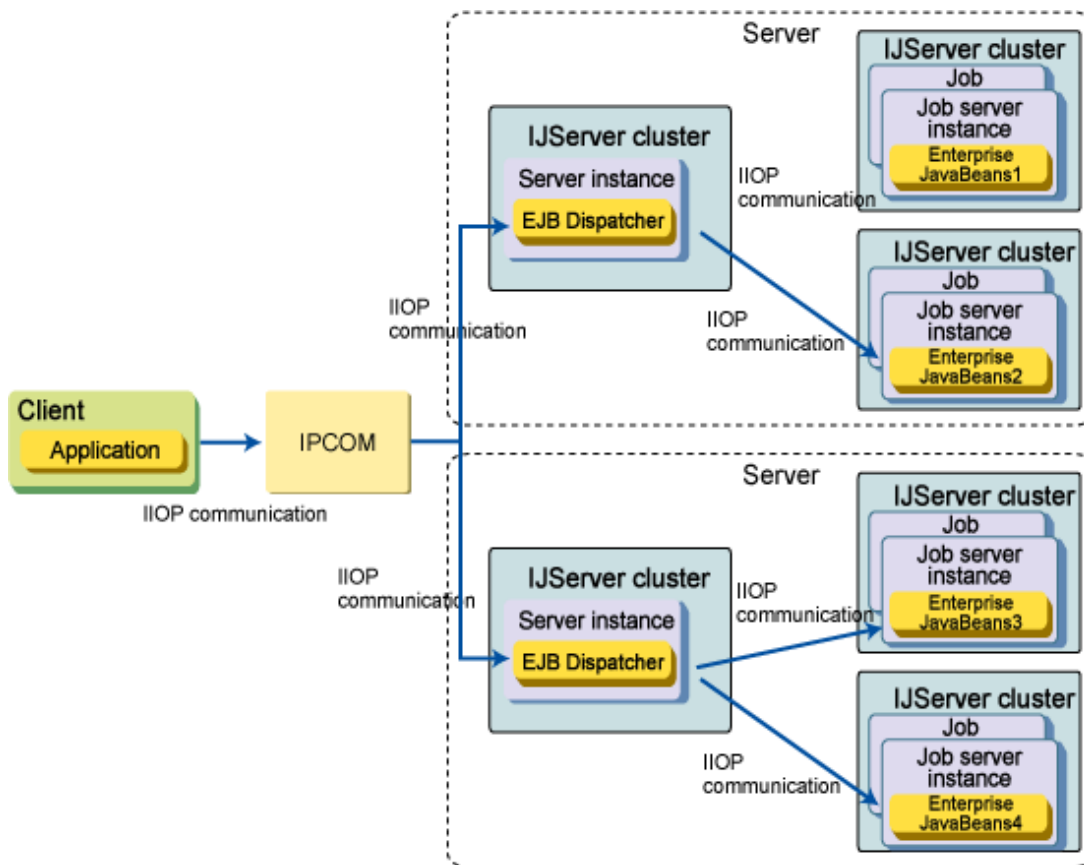 Server
IJServer cluster
Job
Job server
instance
Enterprise
JavaBeans1
IJServer cluster
Server instance
EJB Dispatcher
IIOP
communication
IJServer cluster
Job
Job server
instance
Enterprise
JavaBeans2
IIOP
communication
IIOP
communication
Client
Application
IPCOM
IIOP communication
Server
IJServer cluster
Job
Job server
instance
Enterprise
JavaBeans3
IIOP
communication
IJServer cluster
Server instance
EJB Dispatcher
IIOP
communication
IJServer cluster
Job
Job server
instance
Enterprise
JavaBeans4
IIOP
communication